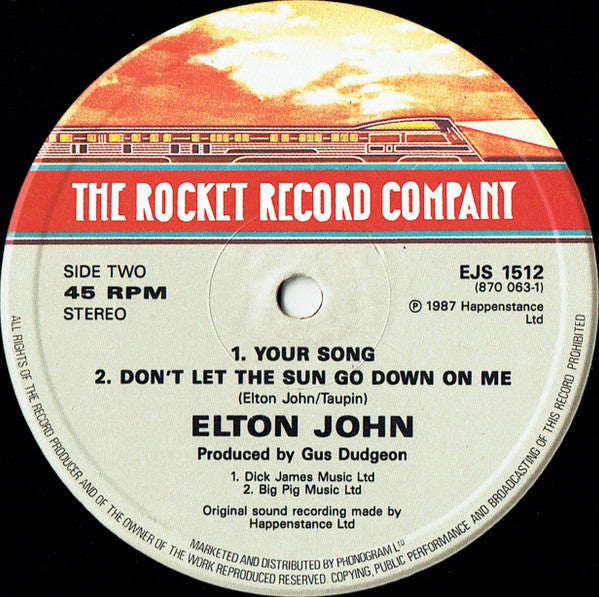 THE ROCKET RECORD COMPANY
SIDE TWO
45 RPM
STEREO
EJS 1512
(870 063-1)
℗ 1987 Happenstance
Ltd
1. YOUR SONG
2. DON'T LET THE SUN GO DOWN ON ME
(Elton John/Taupin)
ELTON JOHN
Produced by Gus Dudgeon
1. Dick James Music Ltd
2. Big Pig Music Ltd
Original sound recording made by
Happenstance Ltd
MARKETED AND DISTRIBUTED BY PHONOGRAM LTD
ALL RIGHTS OF THE RECORD PRODUCER AND OF THE OWNER OF THE WORK REPRODUCED RESERVED. COPYING, PUBLIC PERFORMANCE AND BROADCASTING OF THIS RECORD PROHIBITED